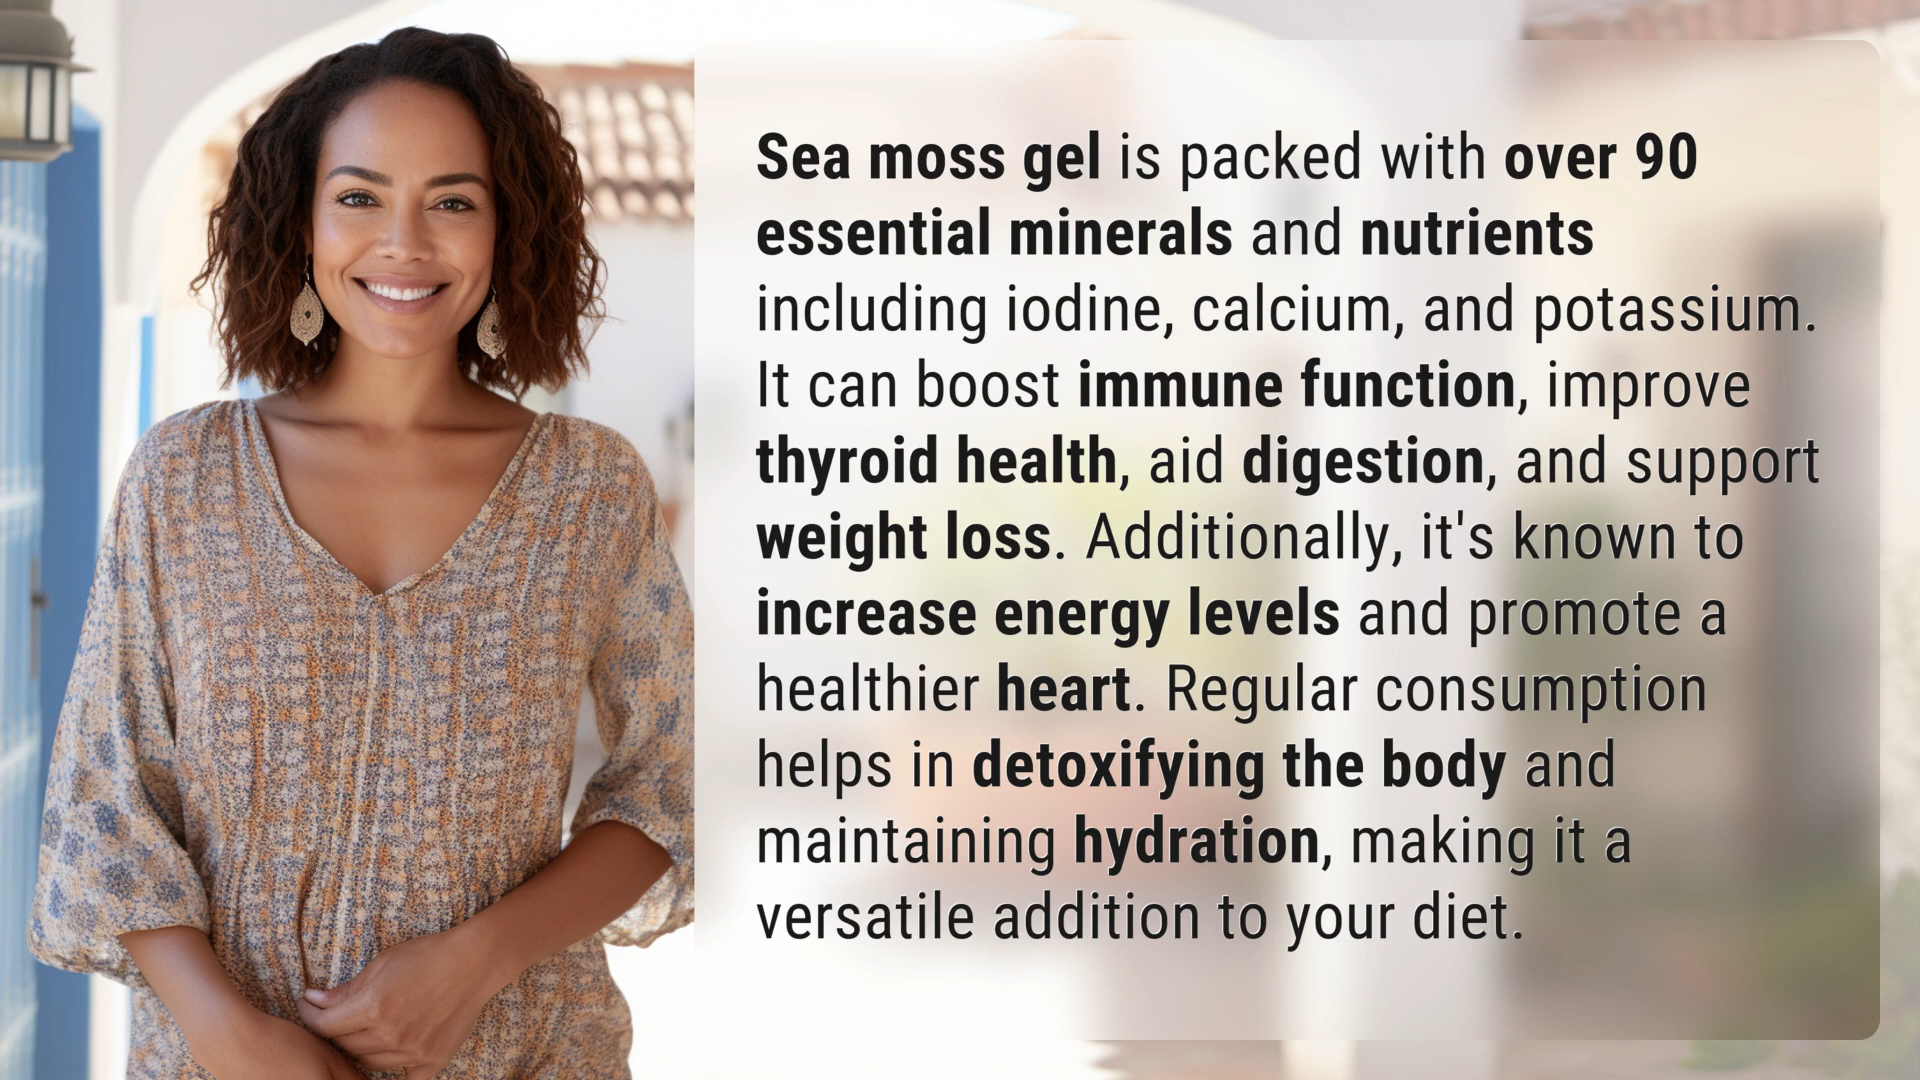 Sea moss gel is packed with over 90
essential minerals and nutrients
including iodine, calcium, and potassium.
It can boost immune function, improve
thyroid health, aid digestion, and support
weight loss. Additionally, it's known to
increase energy levels and promote a
healthier heart. Regular consumption
helps in detoxifying the body and
maintaining hydration, making it a
versatile addition to your diet.